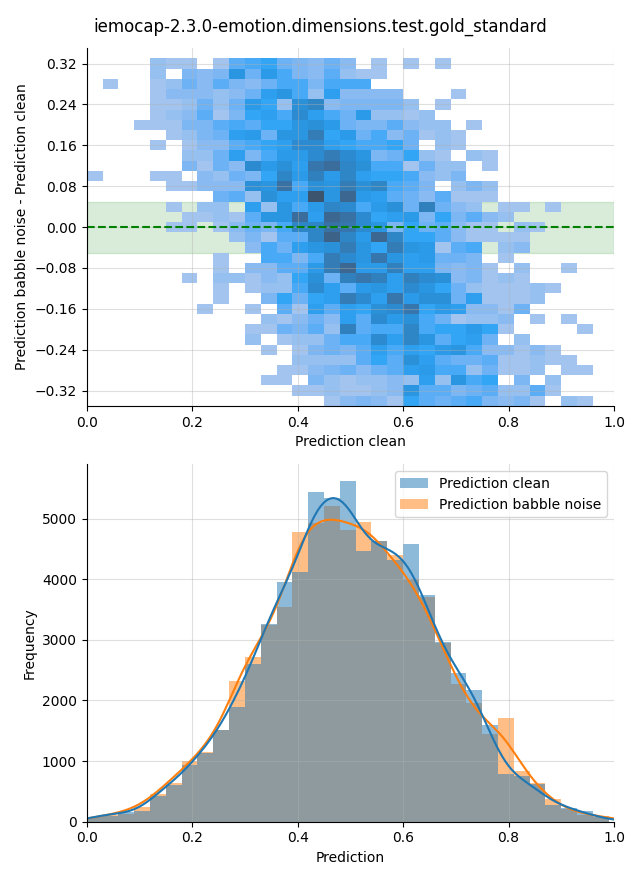 iemocap-2.3.0-emotion.dimensions.test.gold_standard
Prediction babble noise - Prediction clean
0.32
0.24
0.16
0.08
0.00
−0.08
−0.16
−0.24
−0.32
0.0 0.2 0.4 0.6 0.8 1.0
Prediction clean
Prediction clean
Prediction babble noise
Frequency
5000
4000
3000
2000
1000
0
0.0 0.2 0.4 0.6 0.8 1.0
Prediction